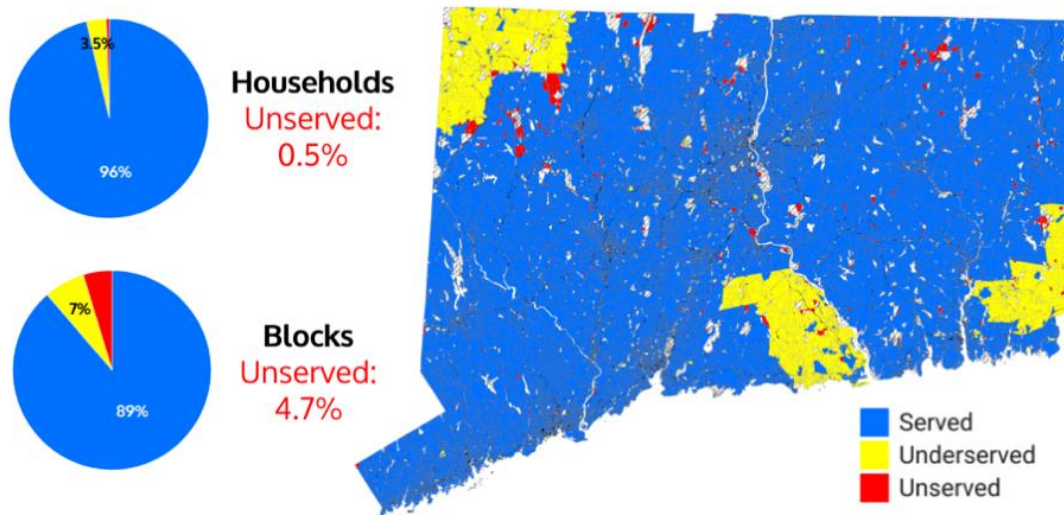 3.5%
96%
Households
Unserved:
0.5%
7%
89%
Blocks
Unserved:
4.7%
Served
Underserved
Unserved